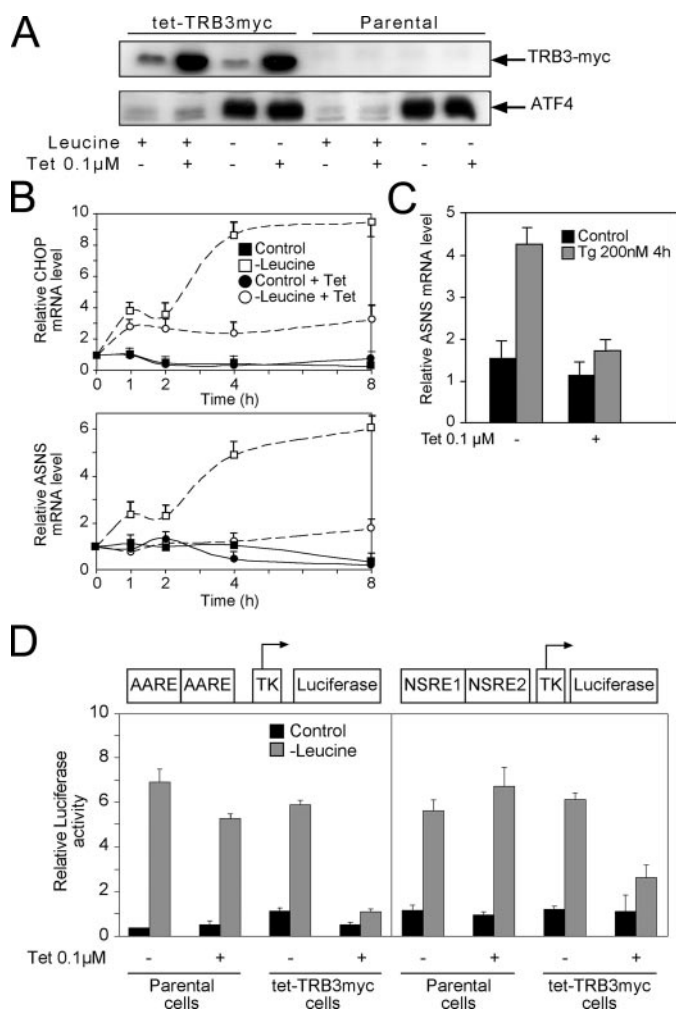 A
tet-TRB3myc Parental
TRB3-myc
ATF4
Leucine + + - - + + - -
Tet 0.1µM - + - + - + - +
B
Relative CHOP
mRNA level
10
8
6
4
2
0
Control
-Leucine
Control + Tet
-Leucine + Tet
0 1 2 4 8
Time (h)
Relative ASNS
mRNA level
6
4
2
0
0 1 2 4 8
Time (h)
C
Relative ASNS mRNA level
5
4
3
2
1
0
Control
Tg 200nM 4h
Tet 0.1 µM - +
D
AARE AARE TK Luciferase NSRE1 NSRE2 TK Luciferase
Relative Luciferase
activity
10
8
6
4
2
0
Control
-Leucine
Tet 0.1µM - + - + - + - +
Parental
cells
tet-TRB3myc
cells
Parental
cells
tet-TRB3myc
cells